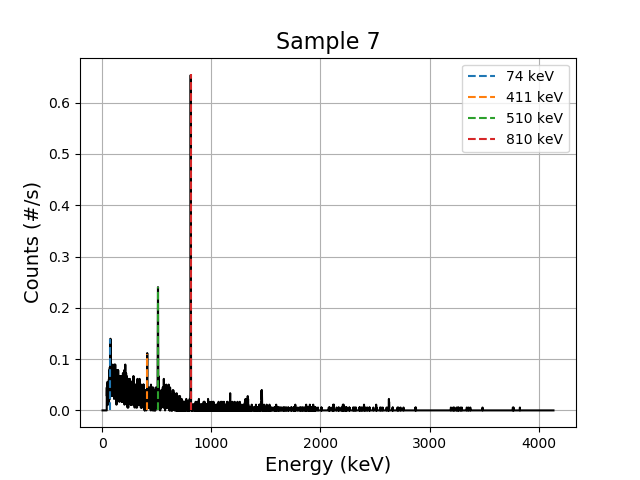 Sample 7
74 keV
411 keV
510 keV
810 keV
Counts (#/s)
0.6
0.5
0.4
0.3
0.2
0.1
0.0
0 1000 2000 3000 4000
Energy (keV)